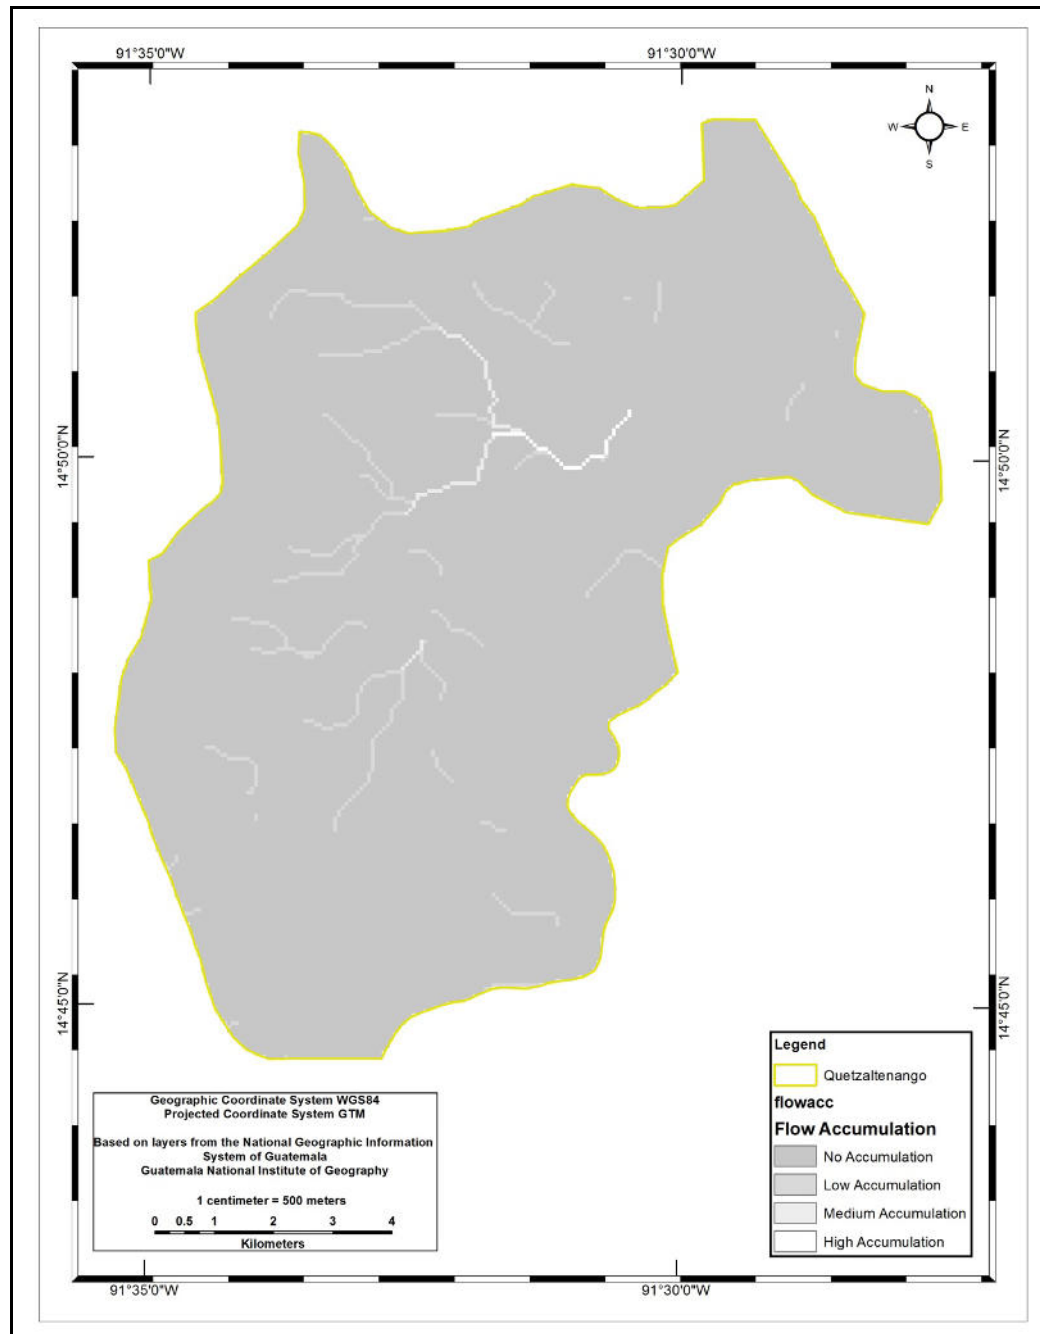 91°35'0"W 91°30'0"W
N
W E
S
14°50'0"N 14°50'0"N
14°45'0"N 14°45'0"N
Legend
Quetzaltenango
flowacc
Flow Accumulation
No Accumulation
Low Accumulation
Medium Accumulation
High Accumulation
Geographic Coordinate System WGS84
Projected Coordinate System GTM
Based on layers from the National Geographic Information
System of Guatemala
Guatemala National Institute of Geography
1 centimeter = 500 meters
0 0.5 1 2 3 4
Kilometers
91°35'0"W 91°30'0"W